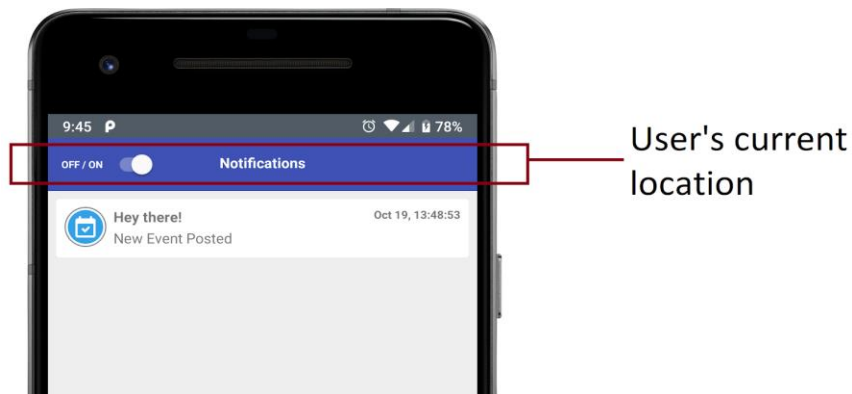 9:45
78%
OFF / ON
Notifications
Hey there!
Oct 19, 13:48:53
New Event Posted
User's current
location